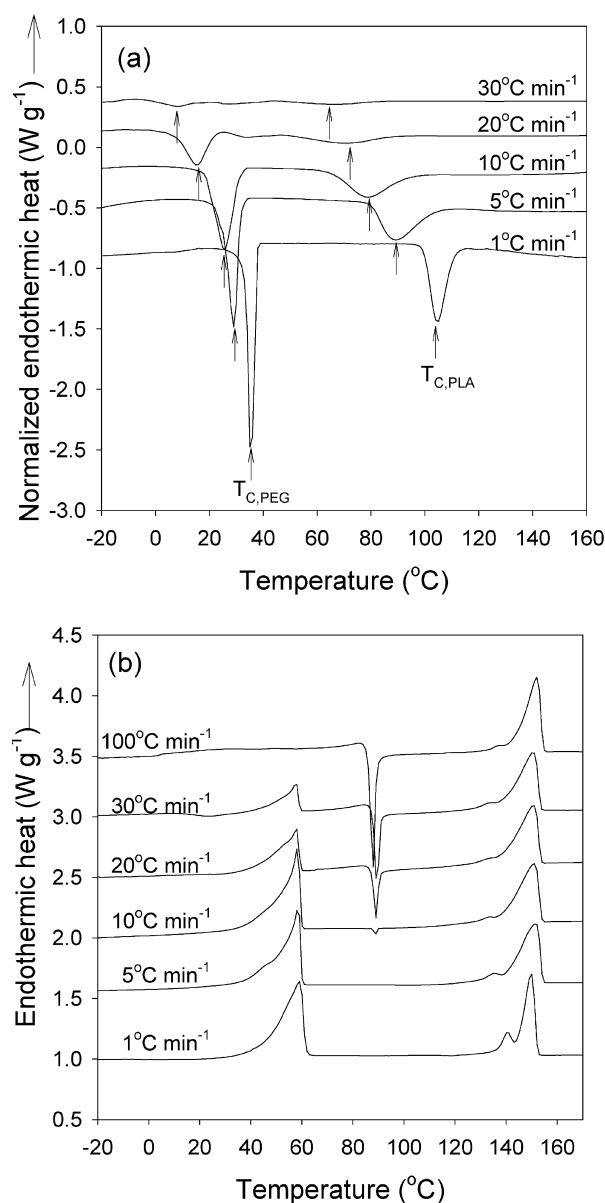 (a)
1.0
0.5
0.0
-0.5
-1.0
-1.5
-2.0
-2.5
-3.0
Normalized endothermic heat (W g⁻¹)
30°C min⁻¹
20°C min⁻¹
10°C min⁻¹
5°C min⁻¹
1°C min⁻¹
T_C,PLA
T_C,PEG
-20 0 20 40 60 80 100 120 140 160
Temperature (°C)
(b)
4.5
4.0
3.5
3.0
2.5
2.0
1.5
1.0
0.5
Endothermic heat (W g⁻¹)
100°C min⁻¹
30°C min⁻¹
20°C min⁻¹
10°C min⁻¹
5°C min⁻¹
1°C min⁻¹
-20 0 20 40 60 80 100 120 140 160
Temperature (°C)